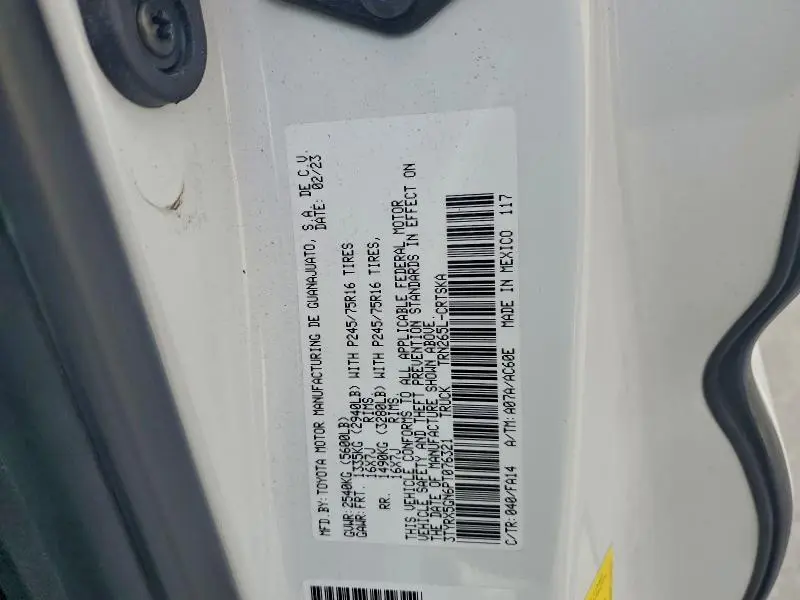 MFD.BY: TOYOTA MOTOR MANUFACTURING DE GUANAJUATO, S.A. DE C.V.
DATE: 02/23
GVWR: 2540KG (5600LB)
GAWR: FRT. 1335KG (2940LB) WITH P245/75R16 TIRES
16X7J RIMS
RR. 1490KG (3280LB) WITH P245/75R16 TIRES,
16X7J RIMS.
THIS VEHICLE CONFORMS TO ALL APPLICABLE FEDERAL MOTOR
VEHICLE SAFETY AND THEFT PREVENTION STANDARDS IN EFFECT ON
THE DATE OF MANUFACTURE SHOWN ABOVE.
3TYRX5GN6PT076321 TRUCK TRN265L-CRTSKA
C/TR: 040/FA14 A/TM: A07A/AC60E MADE IN MEXICO 117